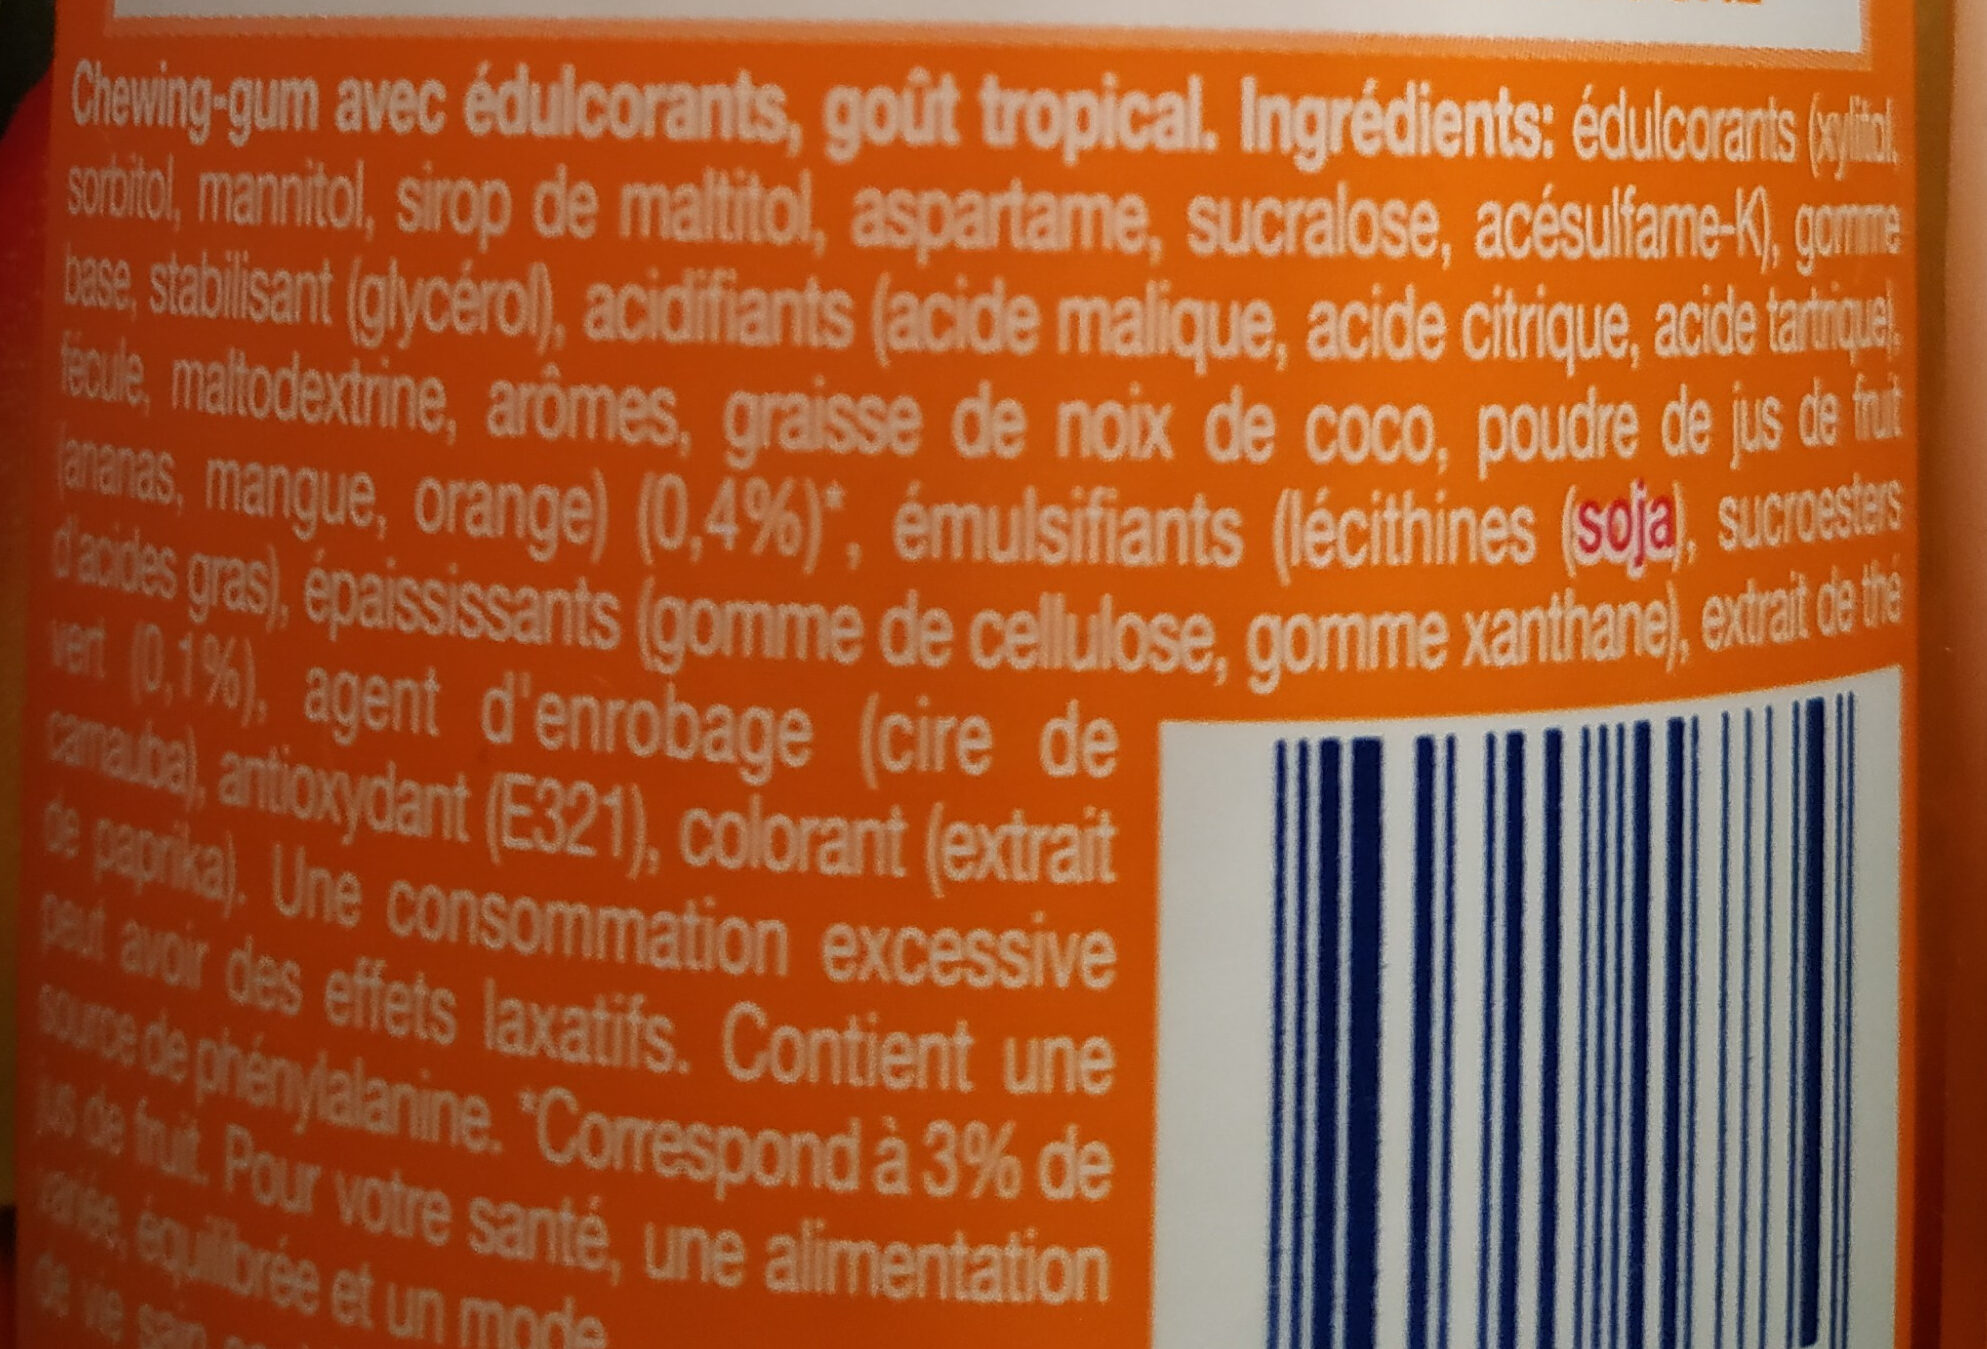 Chewing-gum avec édulcorants, goût tropical. Ingrédients: édulcorants (xylitol,
sorbitol, mannitol, sirop de maltitol, aspartame, sucralose, acésulfame-K), gomme
base, stabilisant (glycérol), acidifiants (acide malique, acide citrique, acide tartrique),
fécule, maltodextrine, arômes, graisse de noix de coco, poudre de jus de fruit
(ananas, mangue, orange) (0,4%)*, émulsifiants (lécithines (soja), sucroesters
d'acides gras), épaississants (gomme de cellulose, gomme xanthane), extrait de thé
vert (0,1%), agent d'enrobage (cire de
carnauba), antioxydant (E321), colorant (extrait
de paprika). Une consommation excessive
peut avoir des effets laxatifs. Contient une
source de phénylalanine. *Correspond à 3% de
jus de fruit. Pour votre santé, une alimentation
variée, équilibrée et un mode
de vie sain